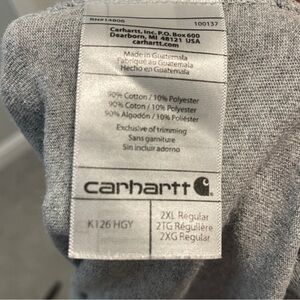 RN#14806 100137
Carhartt, Inc. P.O. Box 600
Dearborn, MI 48121 USA
carhartt.com
Made in Guatemala
Fabriqué au Guatemala
Hecho en Guatemala
90% Cotton / 10% Polyester
90% Coton / 10% Polyester
90% Algodón / 10% Poliéster
Exclusive of trimming
Sans garniture
Sin incluir adorno
carhartt
K126 HGY
2XL Regular
2TG Régulière
2XG Regular